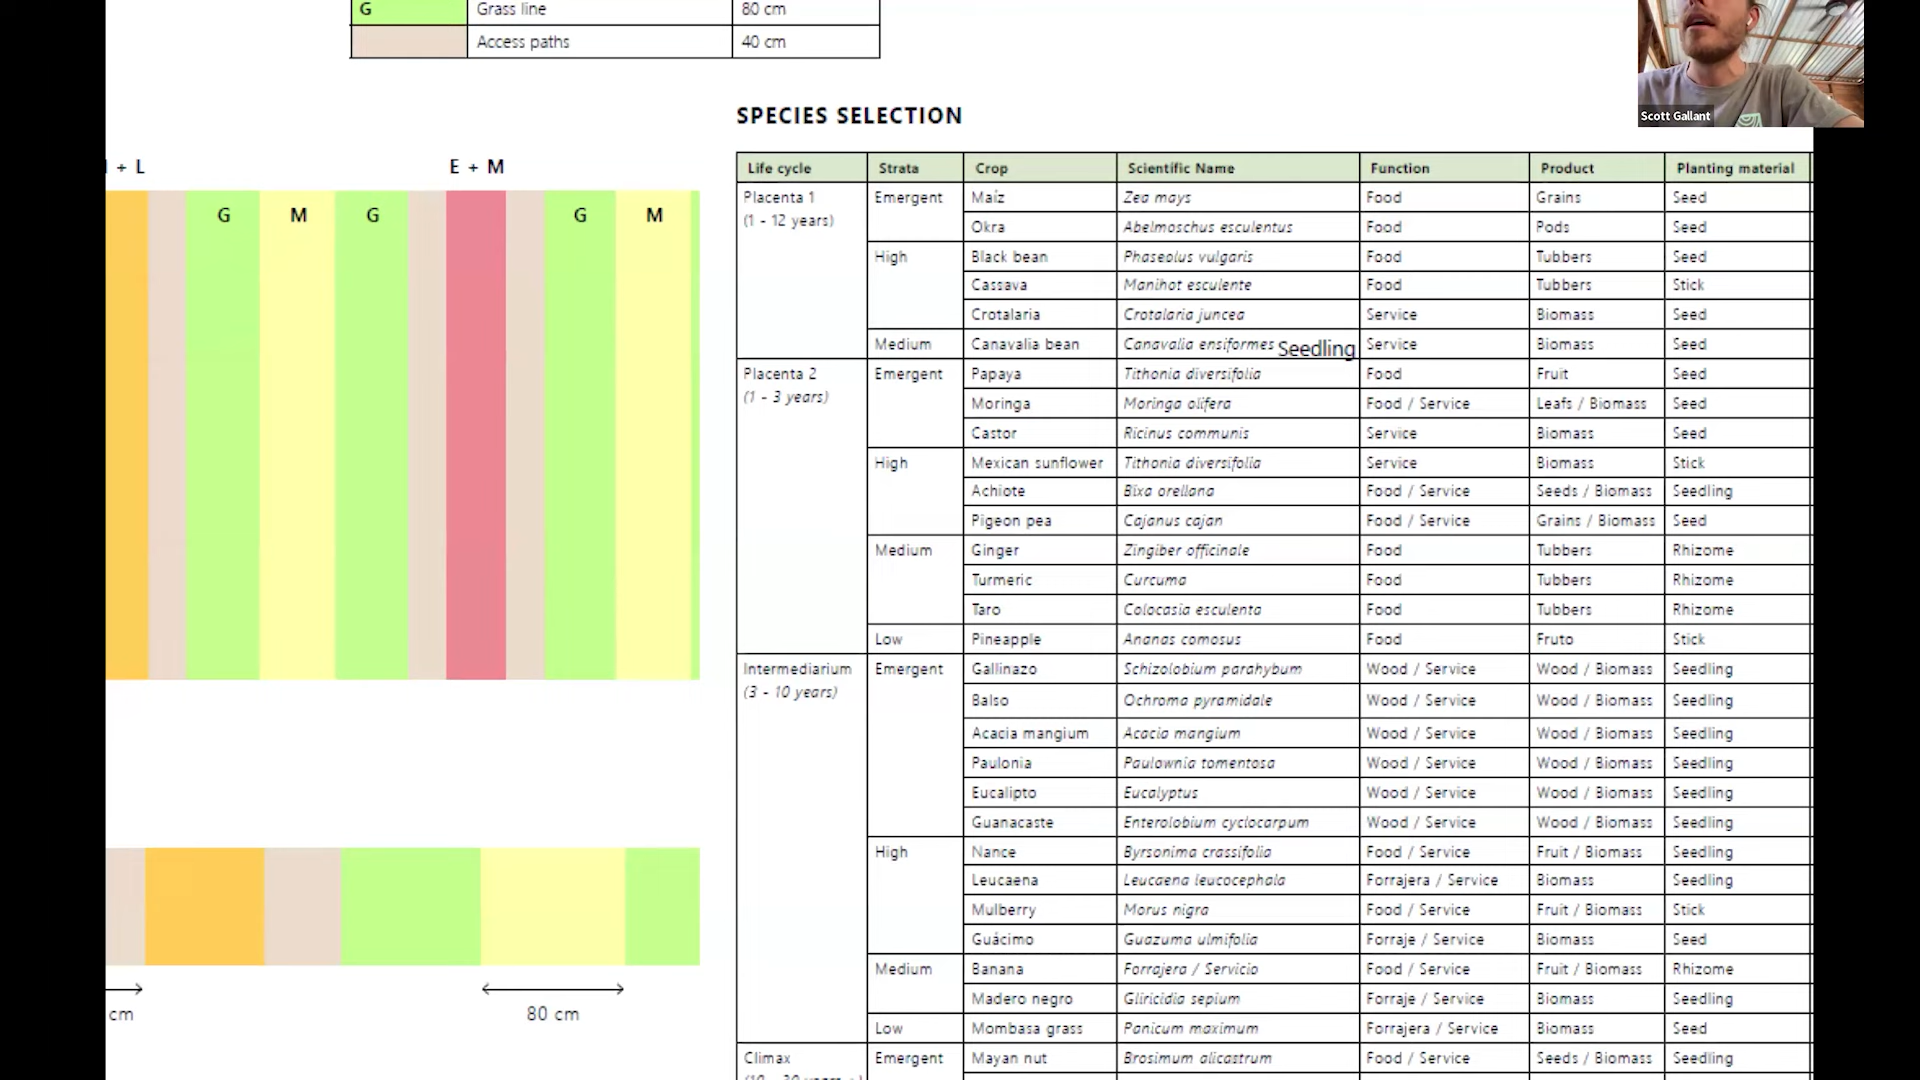 G Grass line 80 cm
Access paths 40 cm
Scott Gallant
SPECIES SELECTION
+ L E + M
G M G G M
cm 80 cm
Life cycle Strata Crop Scientific Name Function Product Planting material
Placenta 1 Emergent Maíz Zea mays Food Grains Seed
(1 - 12 years) Okra Abelmoschus esculentus Food Pods Seed
High Black bean Phaseolus vulgaris Food Tubbers Seed
Cassava Manihot esculente Food Tubbers Stick
Crotalaria Crotalaria juncea Service Biomass Seed
Medium Canavalia bean Canavalia ensiformes Seedling Service Biomass Seed
Placenta 2 Emergent Papaya Tithonia diversifolia Food Fruit Seed
(1 - 3 years) Moringa Moringa olifera Food / Service Leafs / Biomass Seed
Castor Ricinus communis Service Biomass Seed
High Mexican sunflower Tithonia diversifolia Service Biomass Stick
Achiote Bixa orellana Food / Service Seeds / Biomass Seedling
Pigeon pea Cajanus cajan Food / Service Grains / Biomass Seed
Medium Ginger Zingiber officinale Food Tubbers Rhizome
Turmeric Curcuma Food Tubbers Rhizome
Taro Colocasia esculenta Food Tubbers Rhizome
Low Pineapple Ananas comosus Food Fruto Stick
Intermediarium Emergent Gallinazo Schizolobium parahybum Wood / Service Wood / Biomass Seedling
(3 - 10 years) Balso Ochroma pyramidale Wood / Service Wood / Biomass Seedling
Acacia mangium Acacia mangium Wood / Service Wood / Biomass Seedling
Paulonia Paulownia tomentosa Wood / Service Wood / Biomass Seedling
Eucalipto Eucalyptus Wood / Service Wood / Biomass Seedling
Guanacaste Enterolobium cyclocarpum Wood / Service Wood / Biomass Seedling
High Nance Byrsonima crassifolia Food / Service Fruit / Biomass Seedling
Leucaena Leucaena leucocephala Forrajera / Service Biomass Seedling
Mulberry Morus nigra Food / Service Fruit / Biomass Stick
Guácimo Guazuma ulmifolia Forraje / Service Biomass Seed
Medium Banana Forrajera / Servicio Food / Service Fruit / Biomass Rhizome
Madero negro Gliricidia sepium Forraje / Service Biomass Seedling
Low Mombasa grass Panicum maximum Forrajera / Service Biomass Seed
Climax Emergent Mayan nut Brosimum alicastrum Food / Service Seeds / Biomass Seedling